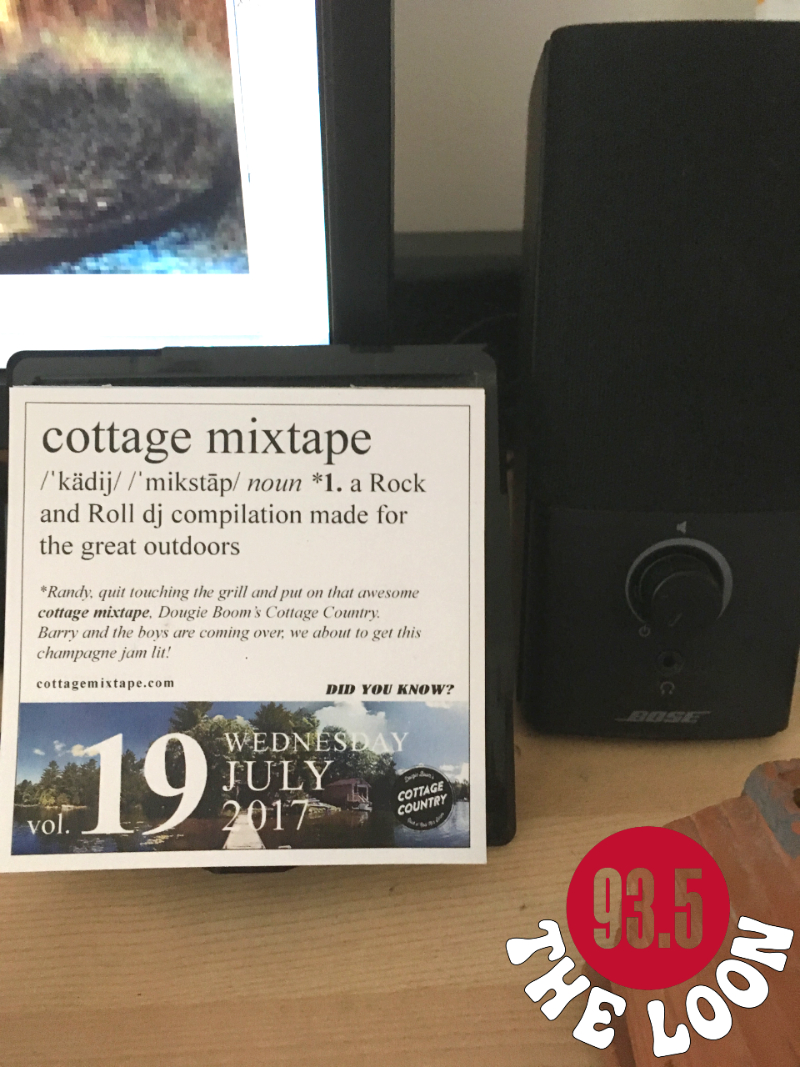 cottage mixtape
/ˈkädij/ /ˈmikstāp/ noun *1. a Rock
and Roll dj compilation made for
the great outdoors
*Randy, quit touching the grill and put on that awesome
cottage mixtape, Dougie Boom's Cottage Country.
Barry and the boys are coming over, we about to get this
champagne jam lit!
cottagemixtape.com
DID YOU KNOW?
vol. 19
WEDNESDAY
JULY
2017
COTTAGE
COUNTRY
BOSE
93.5
THE LOON